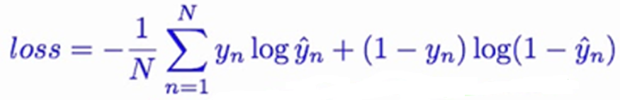 loss = -\frac{1}{N} \sum_{n=1}^{N} y_n \log \hat{y}_n + (1 - y_n) \log(1 - \hat{y}_n)